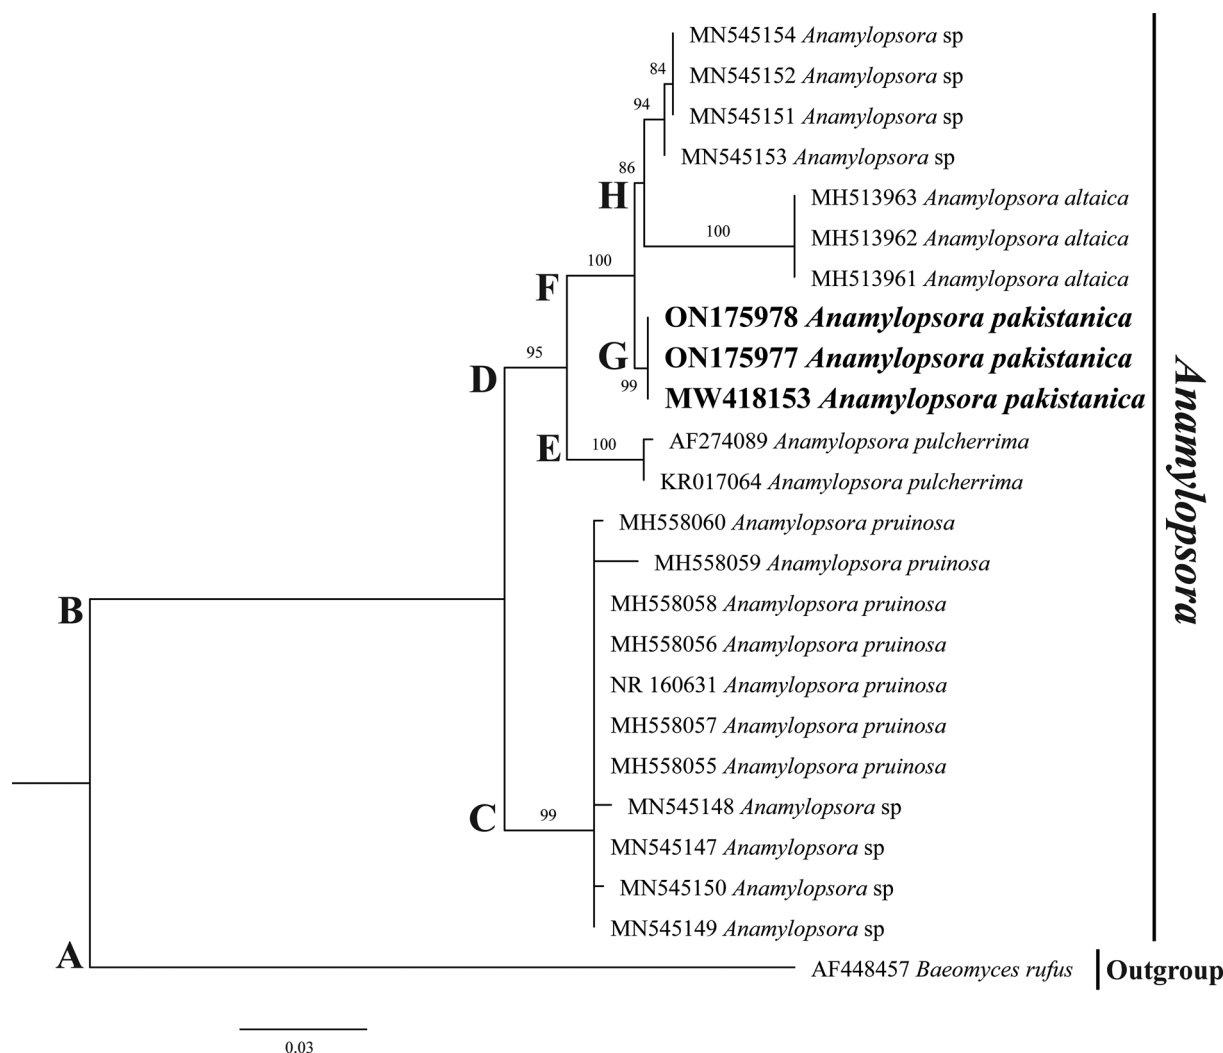 MN545154 Anamylopsora sp
84
MN545152 Anamylopsora sp
94
MN545151 Anamylopsora sp
MN545153 Anamylopsora sp
86
H
MH513963 Anamylopsora altaica
100
MH513962 Anamylopsora altaica
MH513961 Anamylopsora altaica
100
F
ON175978 Anamylopsora pakistanica
G
ON175977 Anamylopsora pakistanica
99
MW418153 Anamylopsora pakistanica
95
D
E
100
AF274089 Anamylopsora pulcherrima
KR017064 Anamylopsora pulcherrima
MH558060 Anamylopsora pruinosa
MH558059 Anamylopsora pruinosa
B
MH558058 Anamylopsora pruinosa
MH558056 Anamylopsora pruinosa
NR 160631 Anamylopsora pruinosa
MH558057 Anamylopsora pruinosa
MH558055 Anamylopsora pruinosa
C
99
MN545148 Anamylopsora sp
MN545147 Anamylopsora sp
MN545150 Anamylopsora sp
MN545149 Anamylopsora sp
Anamylopsora
A
AF448457 Baeomyces rufus
Outgroup
0.03